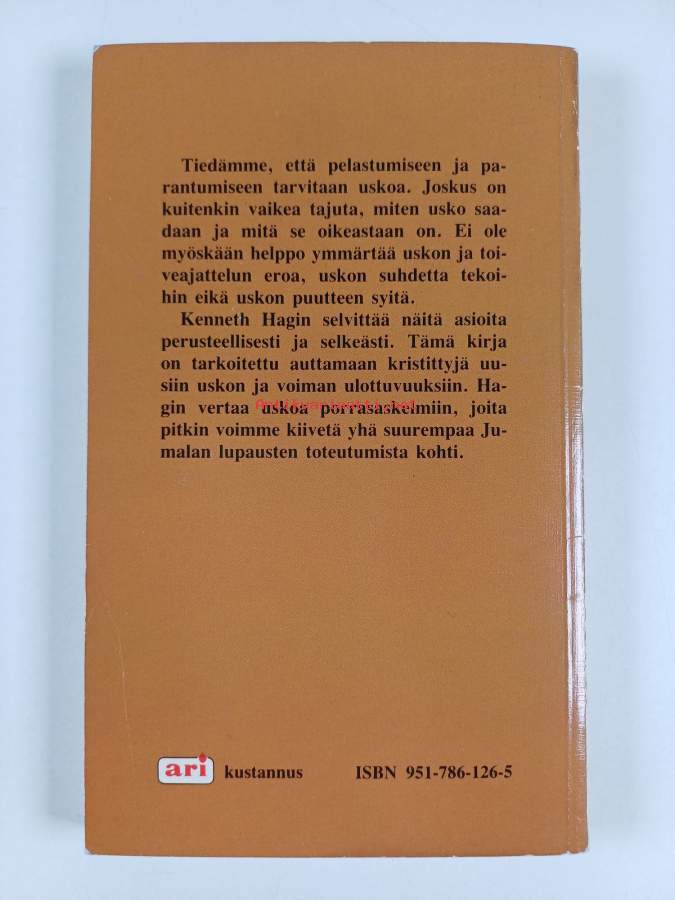 Tiedämme, että pelastumiseen ja pa-
rantumiseen tarvitaan uskoa. Joskus on
kuitenkin vaikea tajuta, miten usko saa-
daan ja mitä se oikeastaan on. Ei ole
myöskään helppo ymmärtää uskon ja toi-
veajattelun eroa, uskon suhdetta tekoi-
hin eikä uskon puutteen syitä.
Kenneth Hagin selvittää näitä asioita
perusteellisesti ja selkeästi. Tämä kirja
on tarkoitettu auttamaan kristittyjä uu-
siin uskon ja voiman ulottuvuuksiin. Ha-
gin vertaa uskoa porrasaskelmiin, joita
pitkin voimme kiivetä yhä suurempaa Ju-
malan lupausten toteutumista kohti.
Antikvariaatti.net
ari kustannus ISBN 951-786-126-5